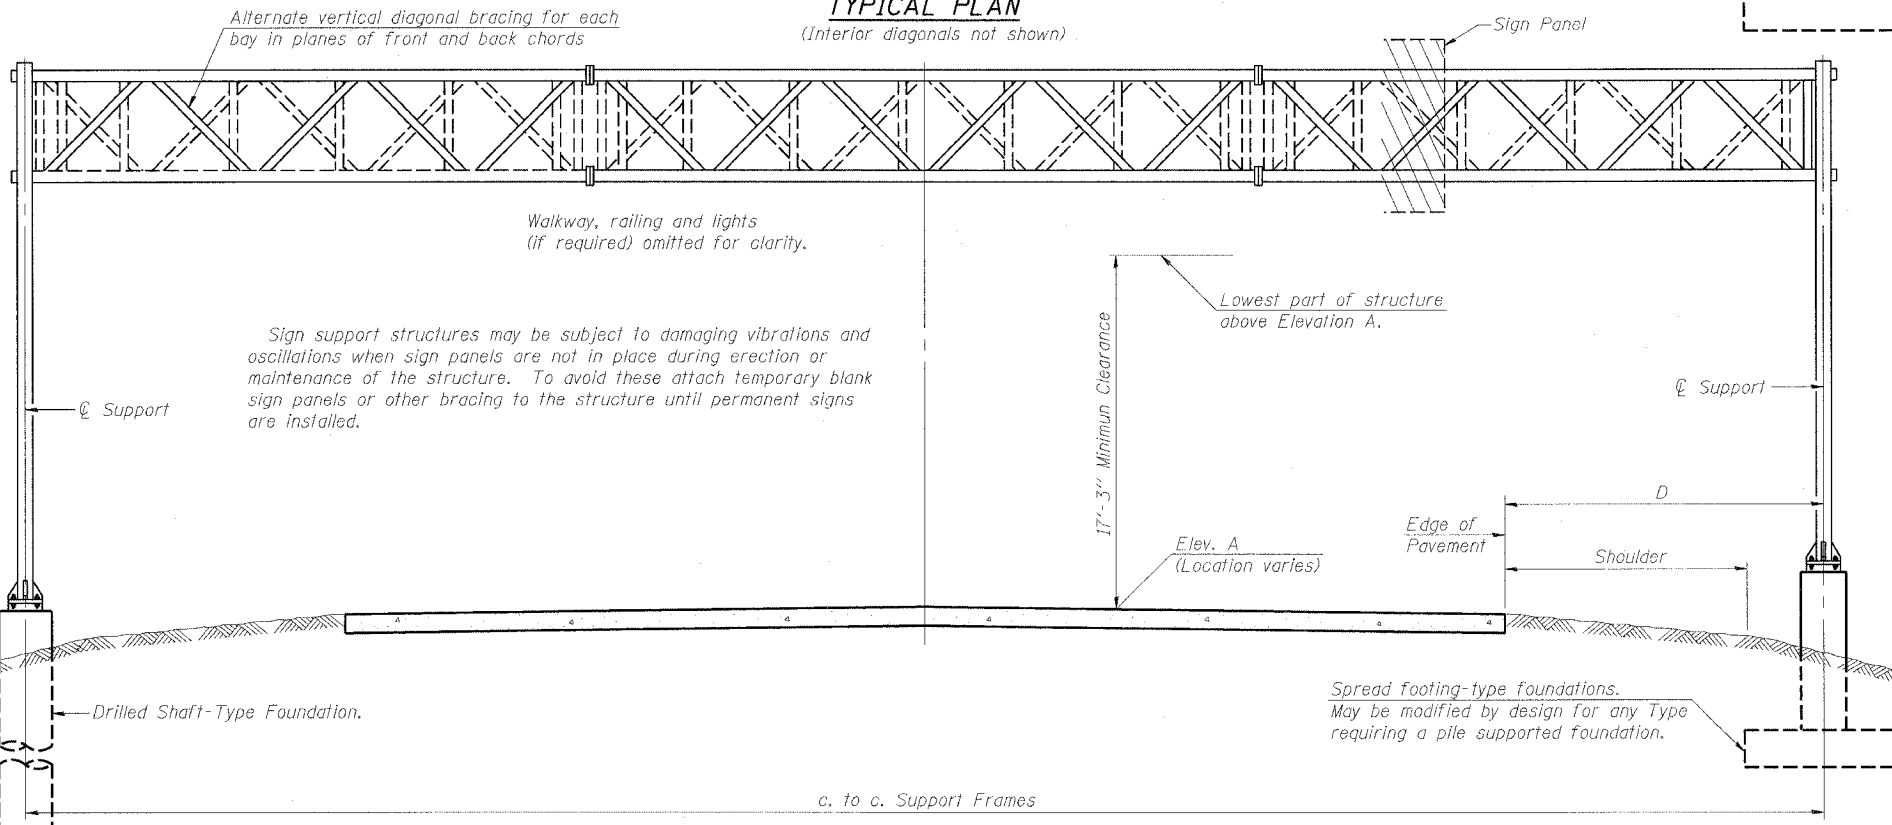 TYPICAL PLAN
(Interior diagonals not shown)
Alternate vertical diagonal bracing for each
bay in planes of front and back chords
Sign Panel
Walkway, railing and lights
(if required) omitted for clarity.
Lowest part of structure
above Elevation A.
Sign support structures may be subject to damaging vibrations and
oscillations when sign panels are not in place during erection or
maintenance of the structure. To avoid these attach temporary blank
sign panels or other bracing to the structure until permanent signs
are installed.
17'-3" Minimun Clearance
℄ Support
℄ Support
D
Edge of
Pavement
Shoulder
Elev. A
(Location varies)
Drilled Shaft-Type Foundation.
Spread footing-type foundations.
May be modified by design for any Type
requiring a pile supported foundation.
c. to c. Support Frames